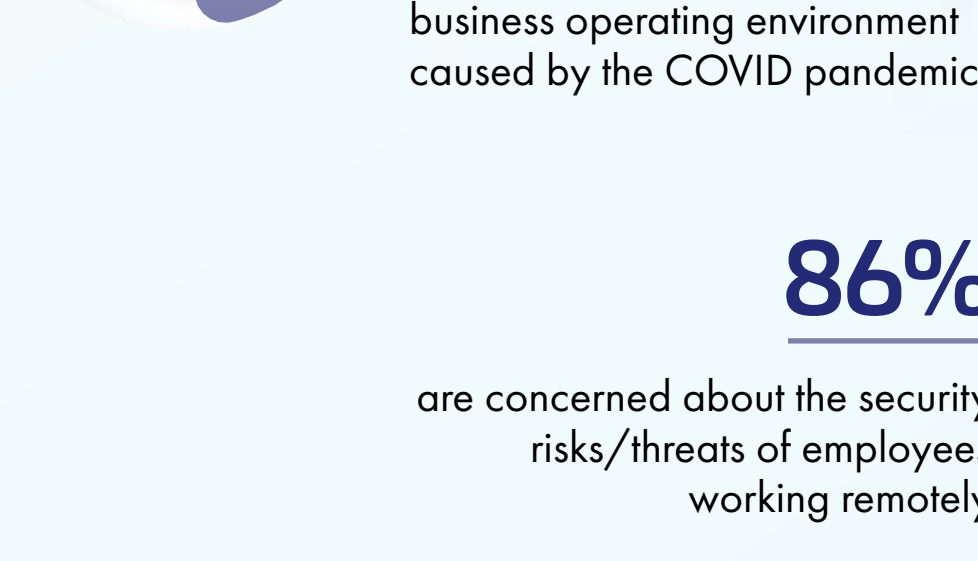 business operating environment
caused by the COVID pandemic
86%
are concerned about the security
risks/threats of employees
working remotely